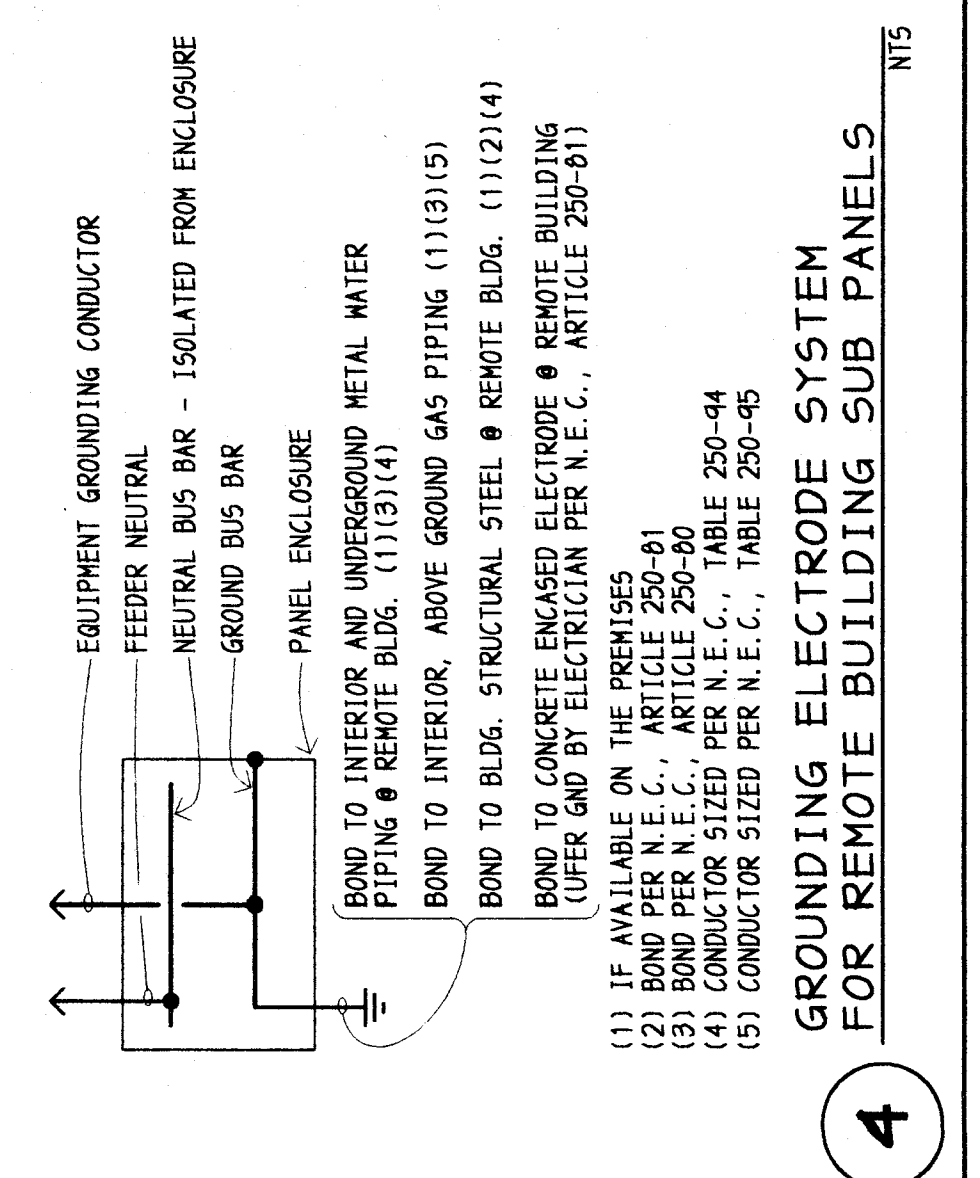 EQUIPMENT GROUNDING CONDUCTOR
FEEDER NEUTRAL
NEUTRAL BUS BAR - ISOLATED FROM ENCLOSURE
GROUND BUS BAR
PANEL ENCLOSURE
BOND TO INTERIOR AND UNDERGROUND METAL WATER
PIPING @ REMOTE BLDG. (1)(3)(4)
BOND TO INTERIOR, ABOVE GROUND GAS PIPING (1)(3)(5)
BOND TO BLDG. STRUCTURAL STEEL @ REMOTE BLDG. (1)(2)(4)
BOND TO CONCRETE ENCASED ELECTRODE @ REMOTE BUILDING
(UFER GND BY ELECTRICIAN PER N.E.C., ARTICLE 250-81)
(1) IF AVAILABLE ON THE PREMISES
(2) BOND PER N.E.C., ARTICLE 250-81
(3) BOND PER N.E.C., ARTICLE 250-80
(4) CONDUCTOR SIZED PER N.E.C., TABLE 250-94
(5) CONDUCTOR SIZED PER N.E.C., TABLE 250-95
4
GROUNDING ELECTRODE SYSTEM
FOR REMOTE BUILDING SUB PANELS
NTS